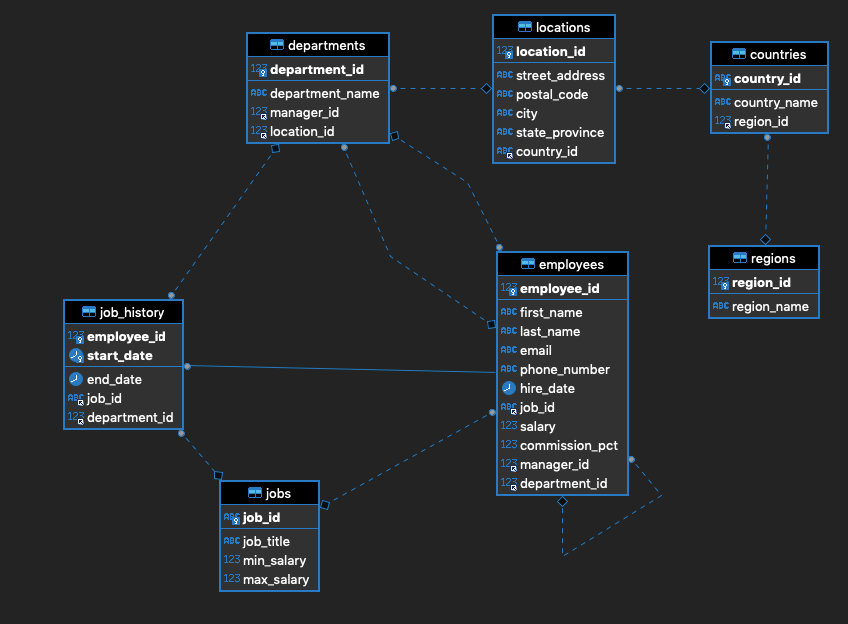 departments
123 department_id
ABC department_name
123 manager_id
123 location_id
locations
123 location_id
ABC street_address
ABC postal_code
ABC city
ABC state_province
ABC country_id
countries
ABC country_id
ABC country_name
123 region_id
regions
123 region_id
ABC region_name
employees
123 employee_id
ABC first_name
ABC last_name
ABC email
ABC phone_number
hire_date
ABC job_id
123 salary
123 commission_pct
123 manager_id
123 department_id
job_history
123 employee_id
start_date
end_date
ABC job_id
123 department_id
jobs
ABC job_id
ABC job_title
123 min_salary
123 max_salary